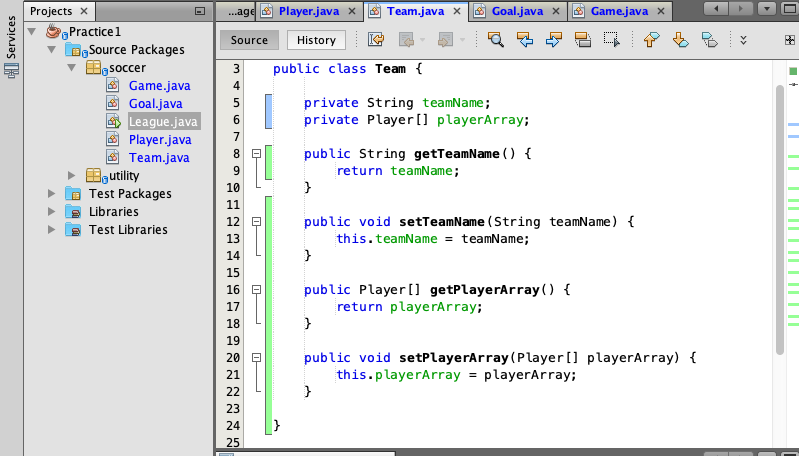 Services
Projects
Practice1
Source Packages
soccer
Game.java
Goal.java
League.java
Player.java
Team.java
utility
Test Packages
Libraries
Test Libraries
...age Player.java Team.java Goal.java Game.java
Source History
3 public class Team {
4
5 private String teamName;
6 private Player[] playerArray;
7
8 public String getTeamName() {
9 return teamName;
10 }
11
12 public void setTeamName(String teamName) {
13 this.teamName = teamName;
14 }
15
16 public Player[] getPlayerArray() {
17 return playerArray;
18 }
19
20 public void setPlayerArray(Player[] playerArray) {
21 this.playerArray = playerArray;
22 }
23
24 }
25